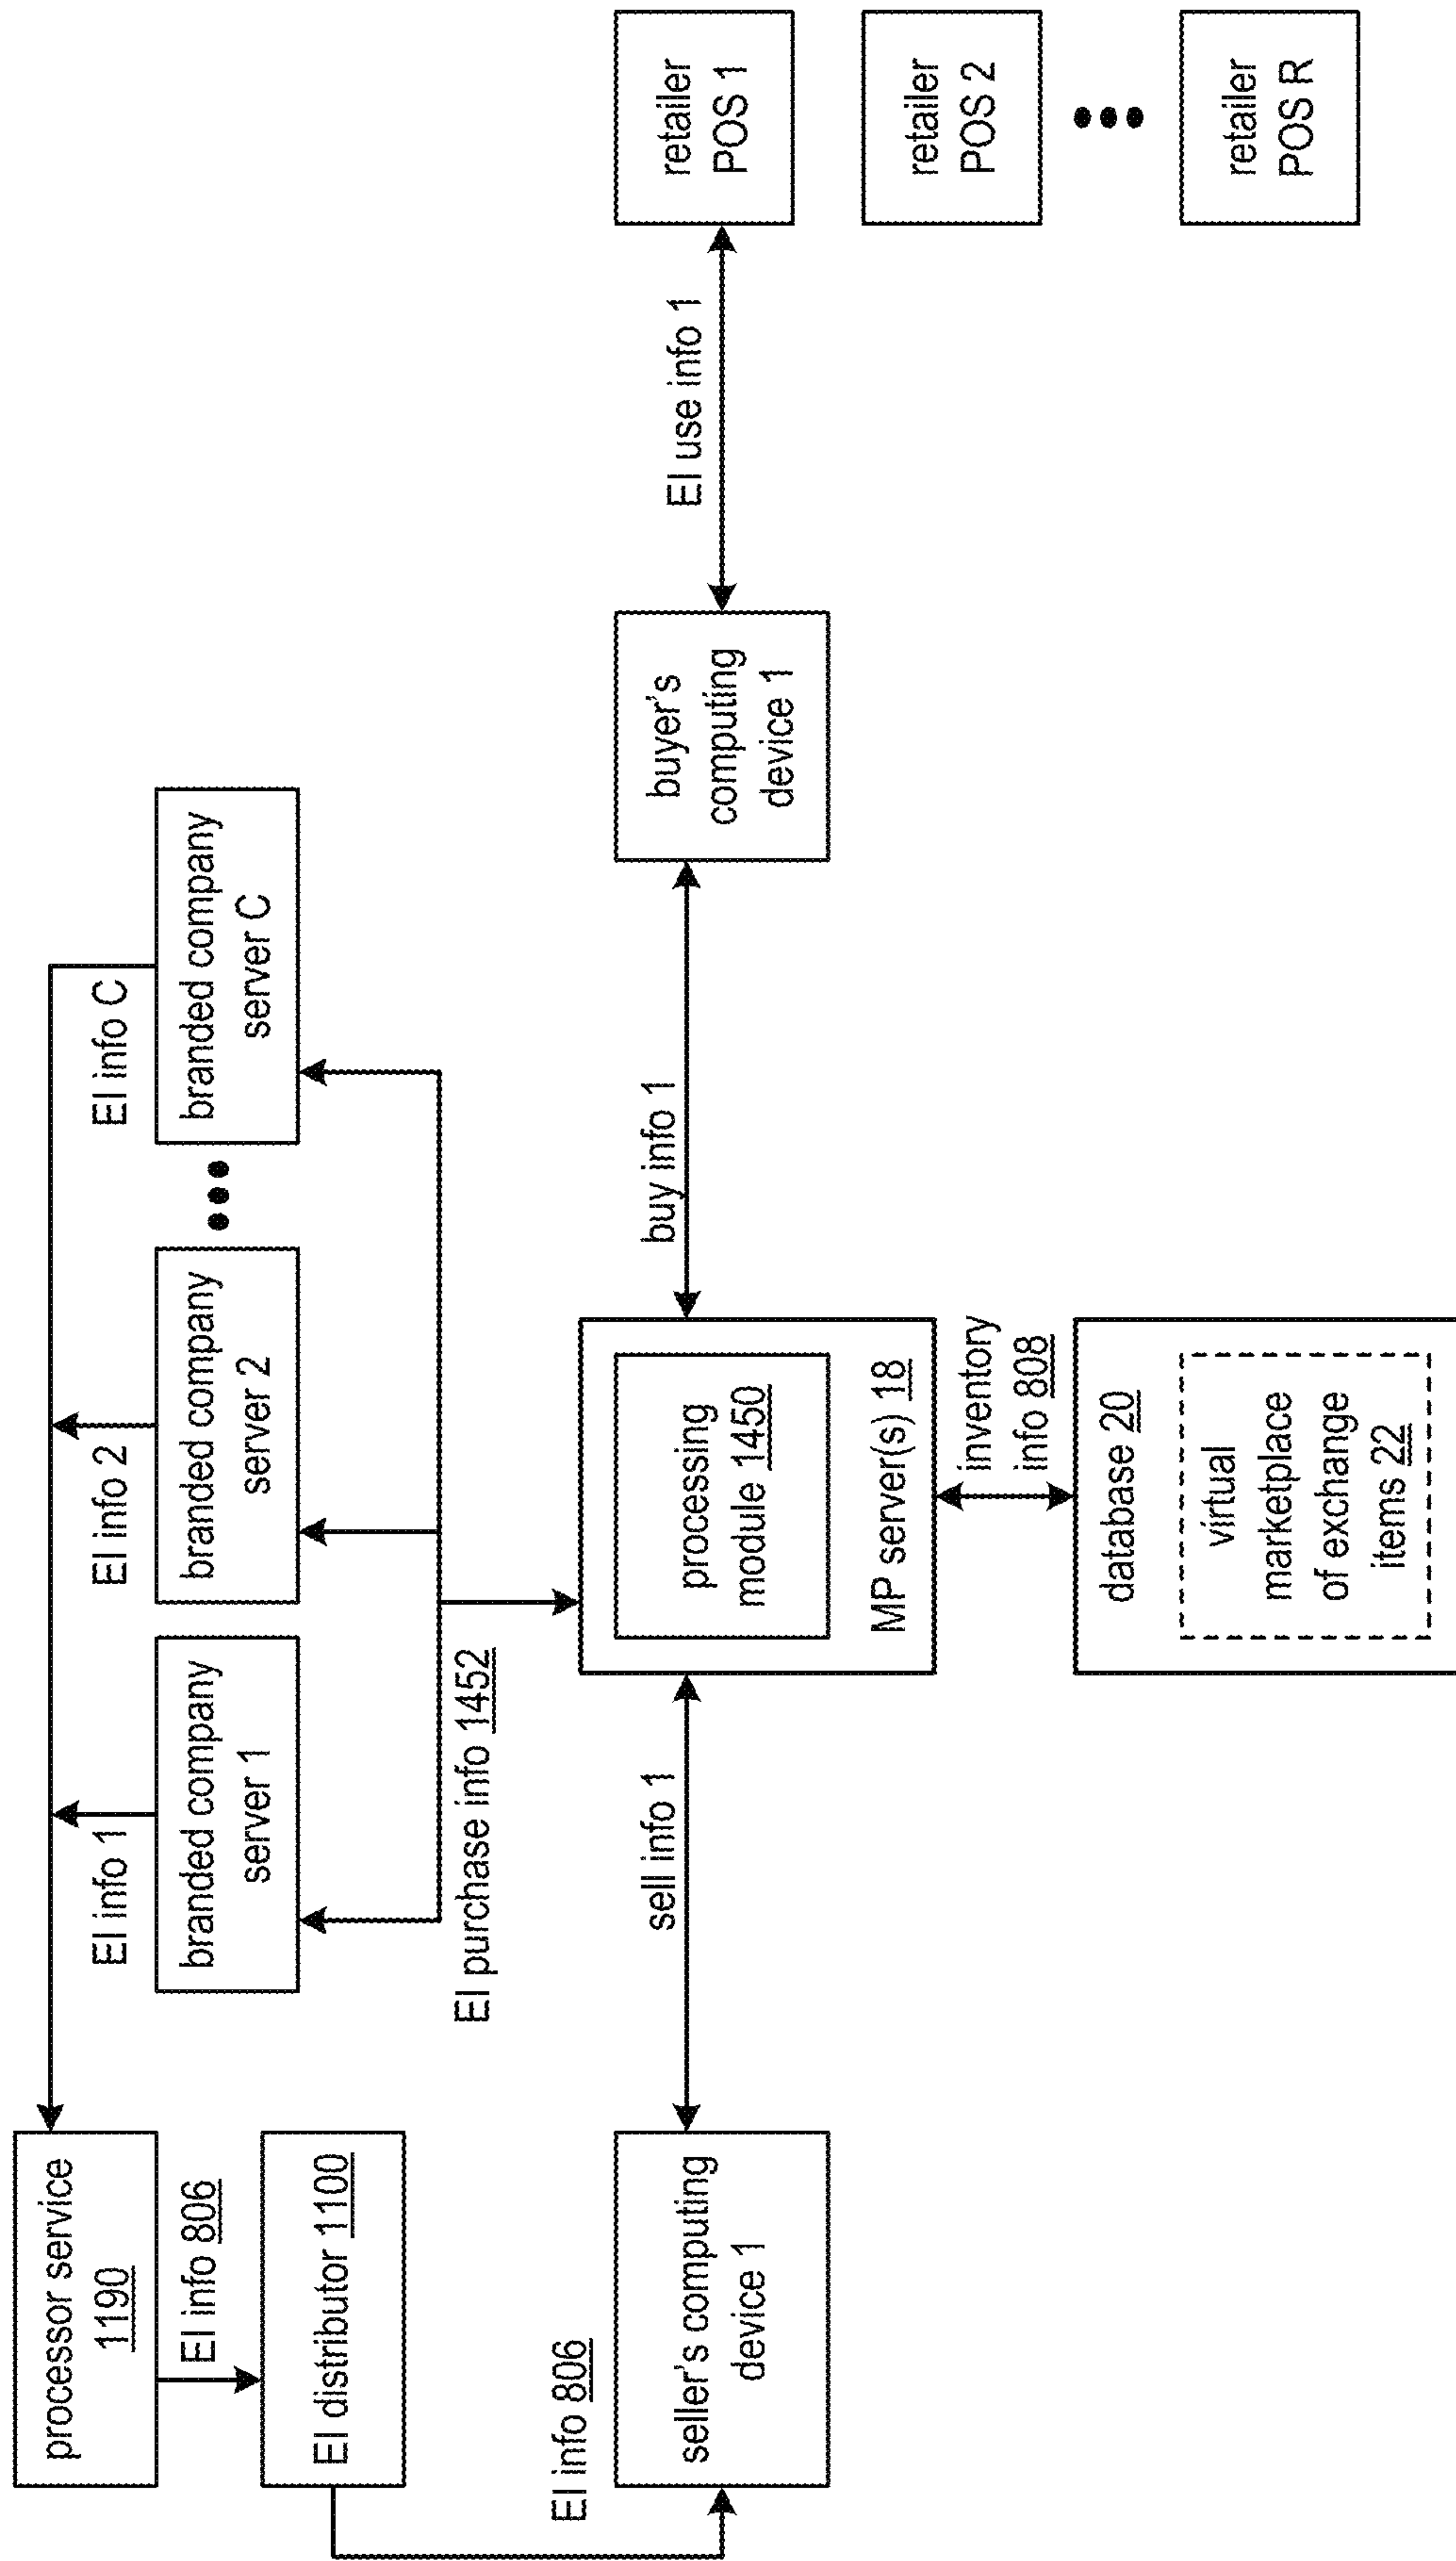 processor service
1190
EI info 806
EI distributor 1100
EI info 1
EI info 2
EI info C
branded company
server 1
branded company
server 2
branded company
server C
EI purchase info 1452
EI info 806
seller's computing
device 1
sell info 1
processing
module 1450
MP server(s) 18
buy info 1
buyer's
computing
device 1
EI use info 1
retailer
POS 1
retailer
POS 2
retailer
POS R
inventory
info 808
database 20
virtual
marketplace
of exchange
items 22